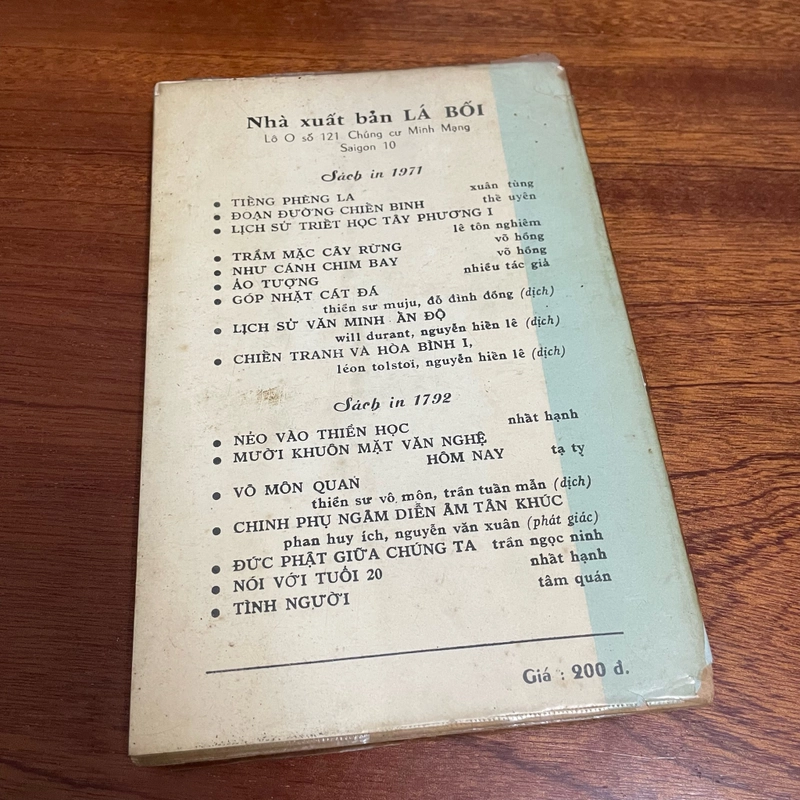 Nhà xuất bản LÁ BỐI
Lô O số 121 Chúng cư Minh Mạng
Saigon 10
Sách in 1971
• TIẾNG PHÈNG LA xuân tùng
• ĐOẠN ĐƯỜNG CHIẾN BINH thế uyên
• LỊCH SỬ TRIẾT HỌC TÂY PHƯƠNG I
lê tôn nghiêm
• TRẦM MẶC CÂY RỪNG võ hồng
• NHƯ CÁNH CHIM BAY võ hồng
• ẢO TƯỢNG nhiều tác giả
• GÓP NHẶT CÁT ĐÁ
thiền sư muju, đỗ đình đồng (dịch)
• LỊCH SỬ VĂN MINH ẤN ĐỘ
will durant, nguyễn hiến lê (dịch)
• CHIẾN TRANH VÀ HÒA BÌNH I,
léon tolstoï, nguyễn hiến lê (dịch)
Sách in 1792
• NẺO VÀO THIỀN HỌC nhất hạnh
• MƯỜI KHUÔN MẶT VĂN NGHỆ
HÔM NAY tạ tỵ
• VÔ MÔN QUAN
thiền sư vô môn, trần tuấn mẫn (dịch)
• CHINH PHỤ NGÂM DIỄN ÂM TÂN KHÚC
phan huy ích, nguyễn văn xuân (phát giác)
• ĐỨC PHẬT GIỮA CHÚNG TA trần ngọc ninh
• NÓI VỚI TUỔI 20 nhất hạnh
• TÌNH NGƯỜI tâm quán
Giá : 200 đ.